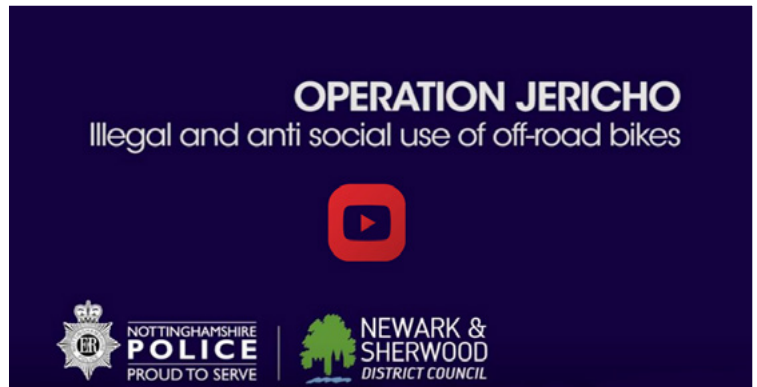 OPERATION JERICHO
Illegal and anti social use of off-road bikes
NOTTINGHAMSHIRE
POLICE
PROUD TO SERVE
ER
NEWARK &
SHERWOOD
DISTRICT COUNCIL